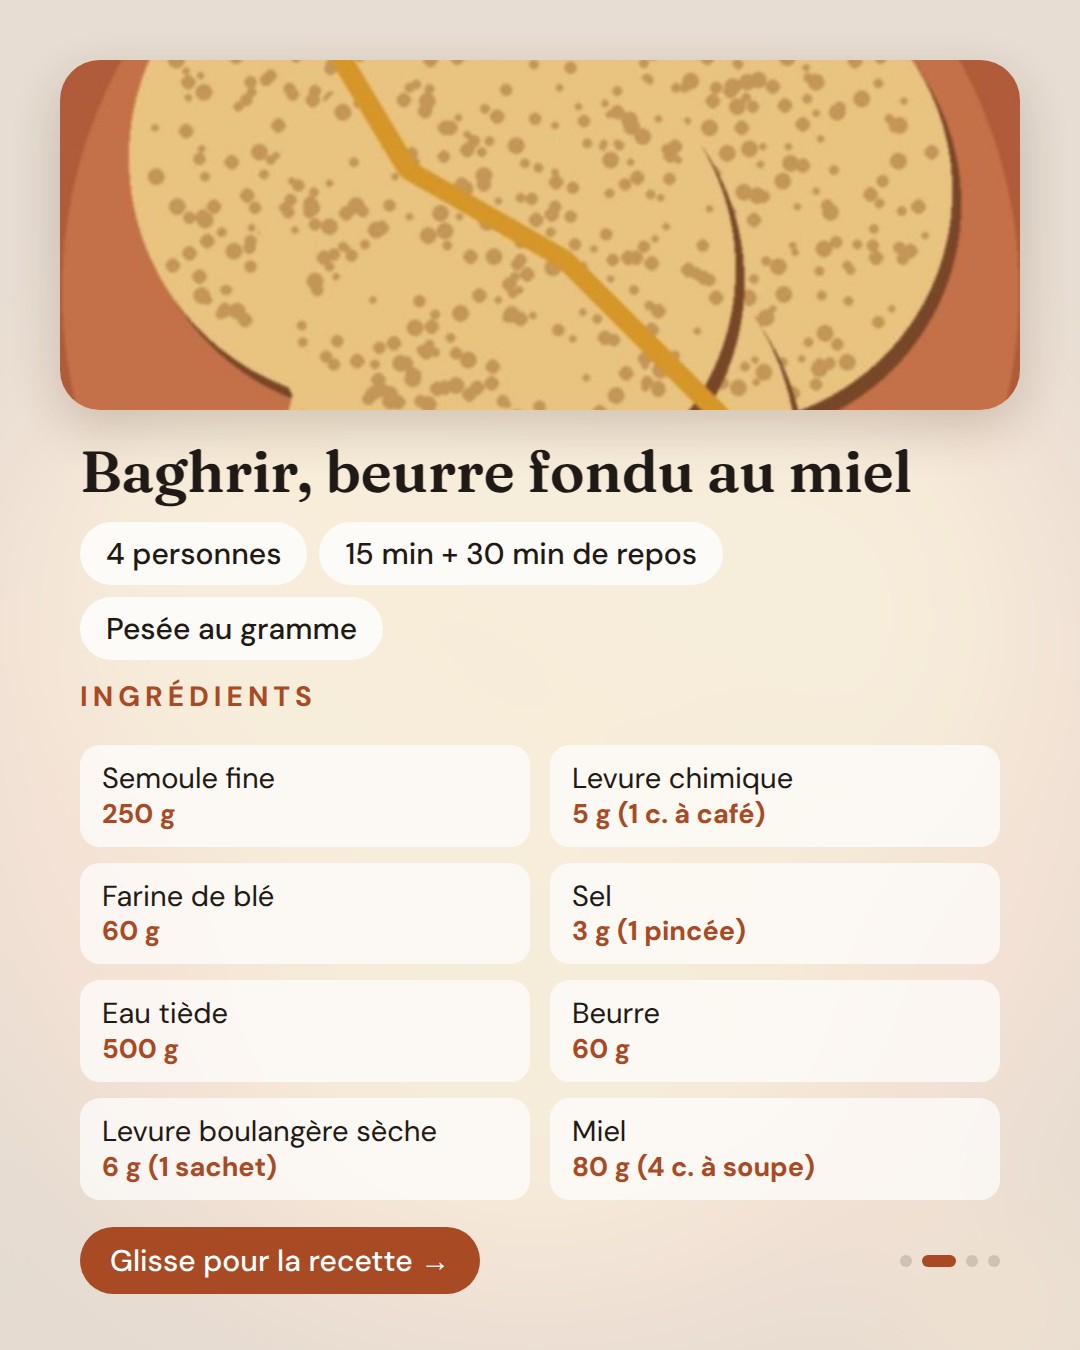 Baghrir, beurre fondu au miel
4 personnes
15 min + 30 min de repos
Pesée au gramme
INGRÉDIENTS
Semoule fine
250 g
Levure chimique
5 g (1 c. à café)
Farine de blé
60 g
Sel
3 g (1 pincée)
Eau tiède
500 g
Beurre
60 g
Levure boulangère sèche
6 g (1 sachet)
Miel
80 g (4 c. à soupe)
Glisse pour la recette →